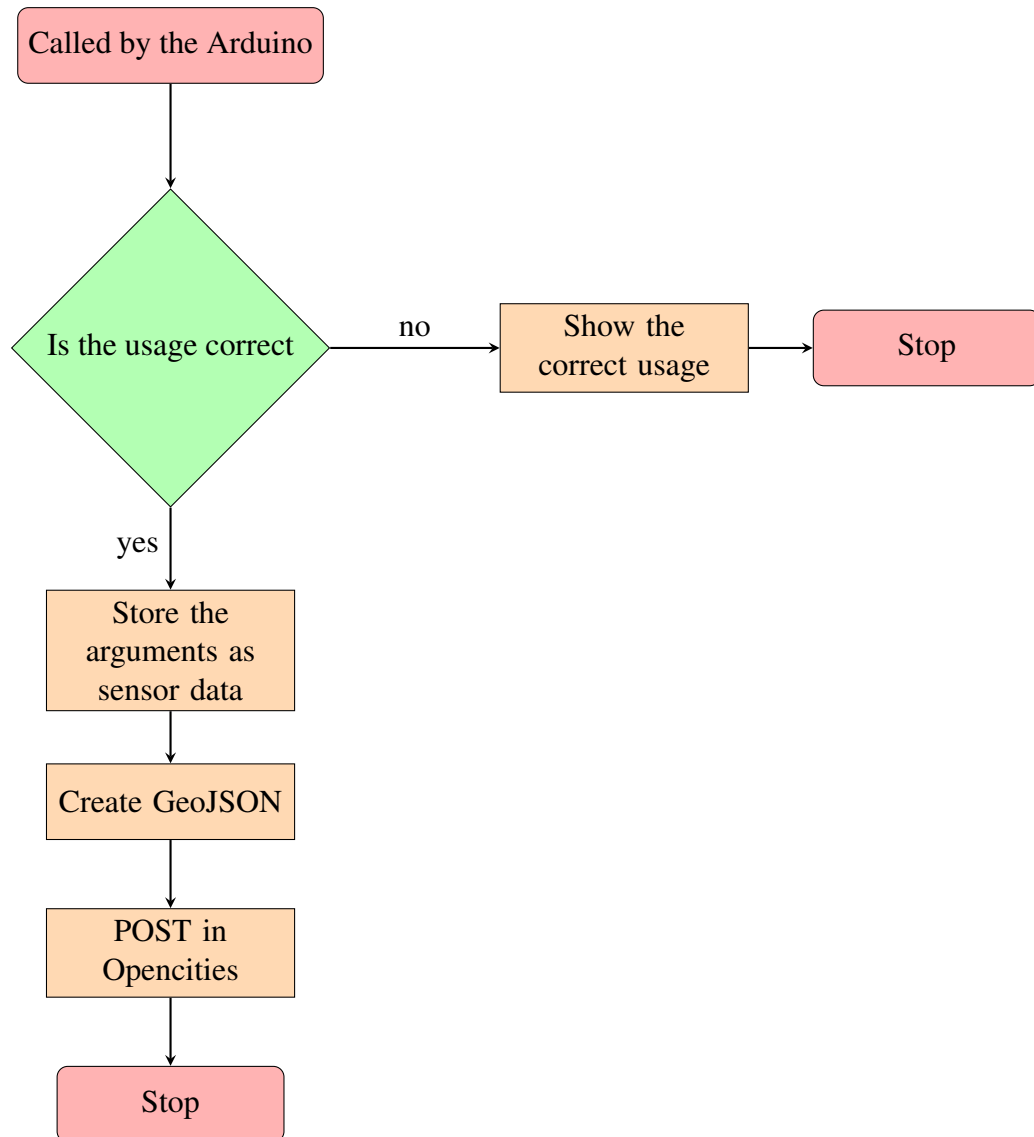 Called by the Arduino
Is the usage correct
no
Show the
correct usage
Stop
yes
Store the
arguments as
sensor data
Create GeoJSON
POST in
Opencities
Stop